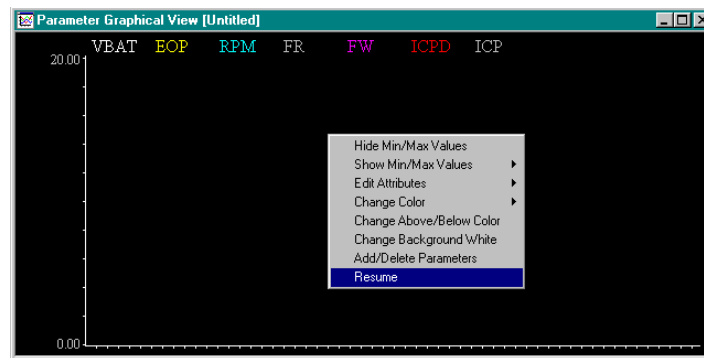 Parameter Graphical View [Untitled]
VBAT EOP RPM FR FW ICPD ICP
20.00
Hide Min/Max Values
Show Min/Max Values
Edit Attributes
Change Color
Change Above/Below Color
Change Background White
Add/Delete Parameters
Resume
0.00